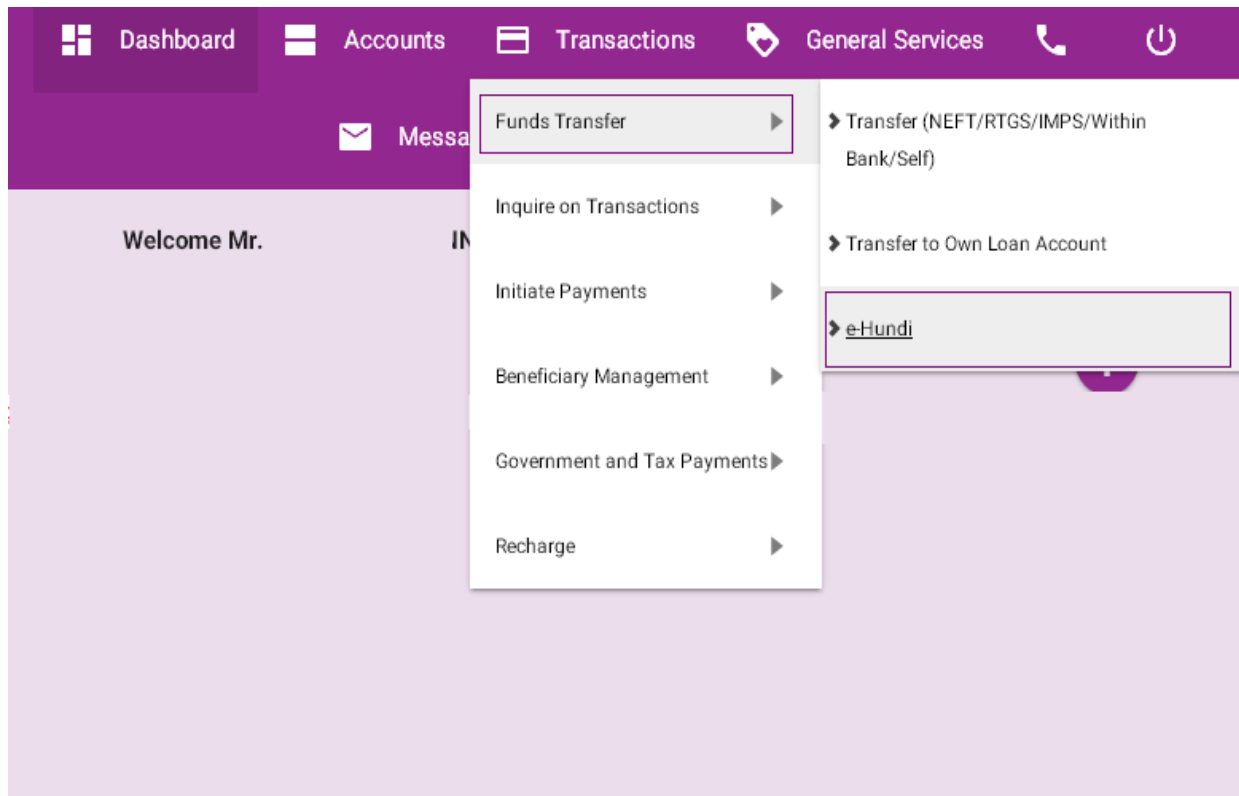 Dashboard
Accounts
Transactions
General Services
Messa
Funds Transfer
Inquire on Transactions
Initiate Payments
Beneficiary Management
Government and Tax Payments
Recharge
Transfer (NEFT/RTGS/IMPS/Within
Bank/Self)
Transfer to Own Loan Account
e-Hundi
Welcome Mr.